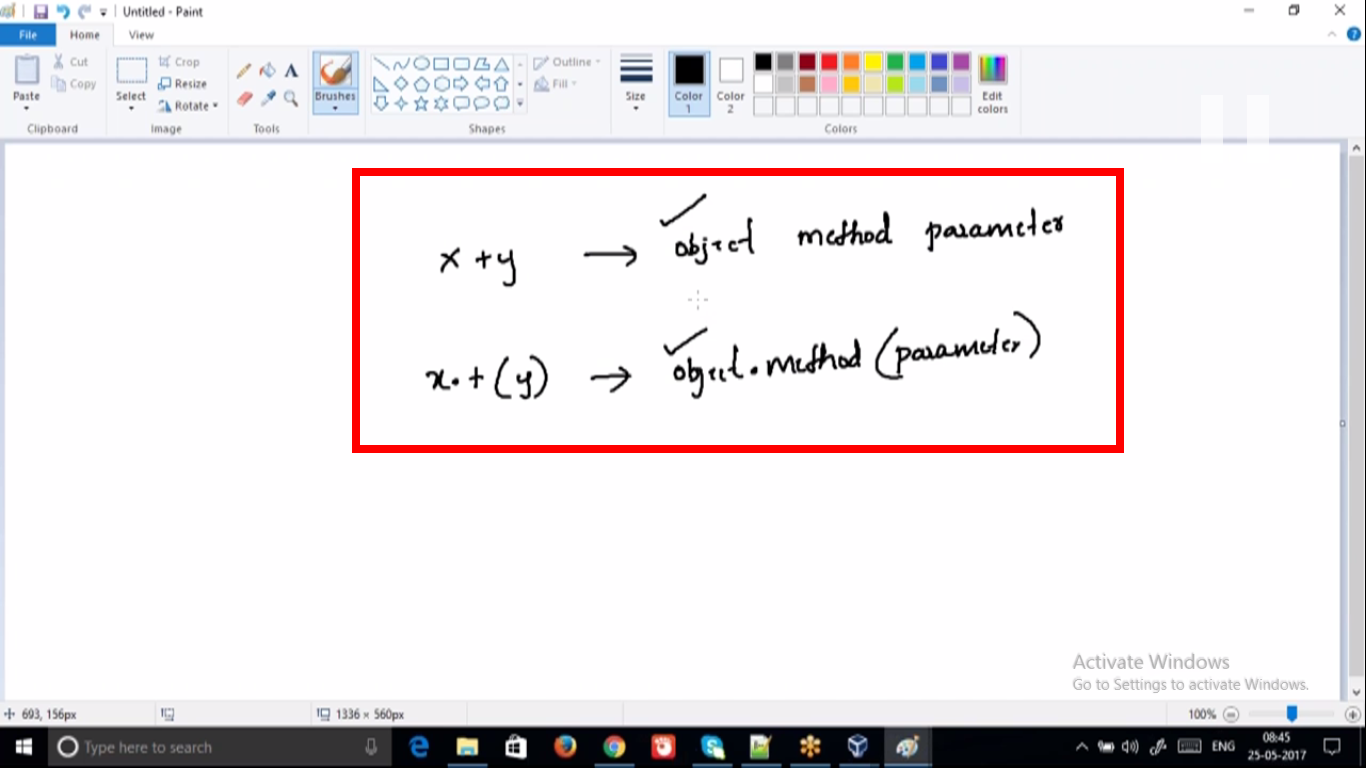 Untitled - Paint
File Home View
Paste Cut Copy Clipboard
Select Crop Resize Rotate Image
Tools
Brushes
Shapes
Outline Fill
Size
Color 1 Color 2 Edit colors Colors
x + y → object method parameter
x. + (y) → object.method (parameter)
Activate Windows
Go to Settings to activate Windows.
693, 156px 1336 × 560px 100%
Type here to search ENG 08:45
25-05-2017